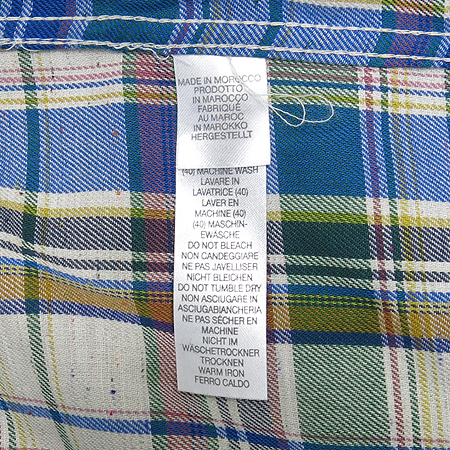 MADE IN MOROCCO
PRODOTTO
IN MAROCCO
FABRIQUÉ
AU MAROC
IN MAROKKO
HERGESTELLT
(40) MACHINE WASH
LAVARE IN
LAVATRICE (40)
LAVER EN
MACHINE (40)
(40) MASCHIN-
EWÄSCHE
DO NOT BLEACH
NON CANDEGGIARE
NE PAS JAVELLISER
NICHT BLEICHEN
DO NOT TUMBLE DRY
NON ASCIUGARE IN
ASCIUGABIANCHERIA
NE PAS SÉCHER EN
MACHINE
NICHT IM
WÄSCHETROCKNER
TROCKNEN
WARM IRON
FERRO CALDO